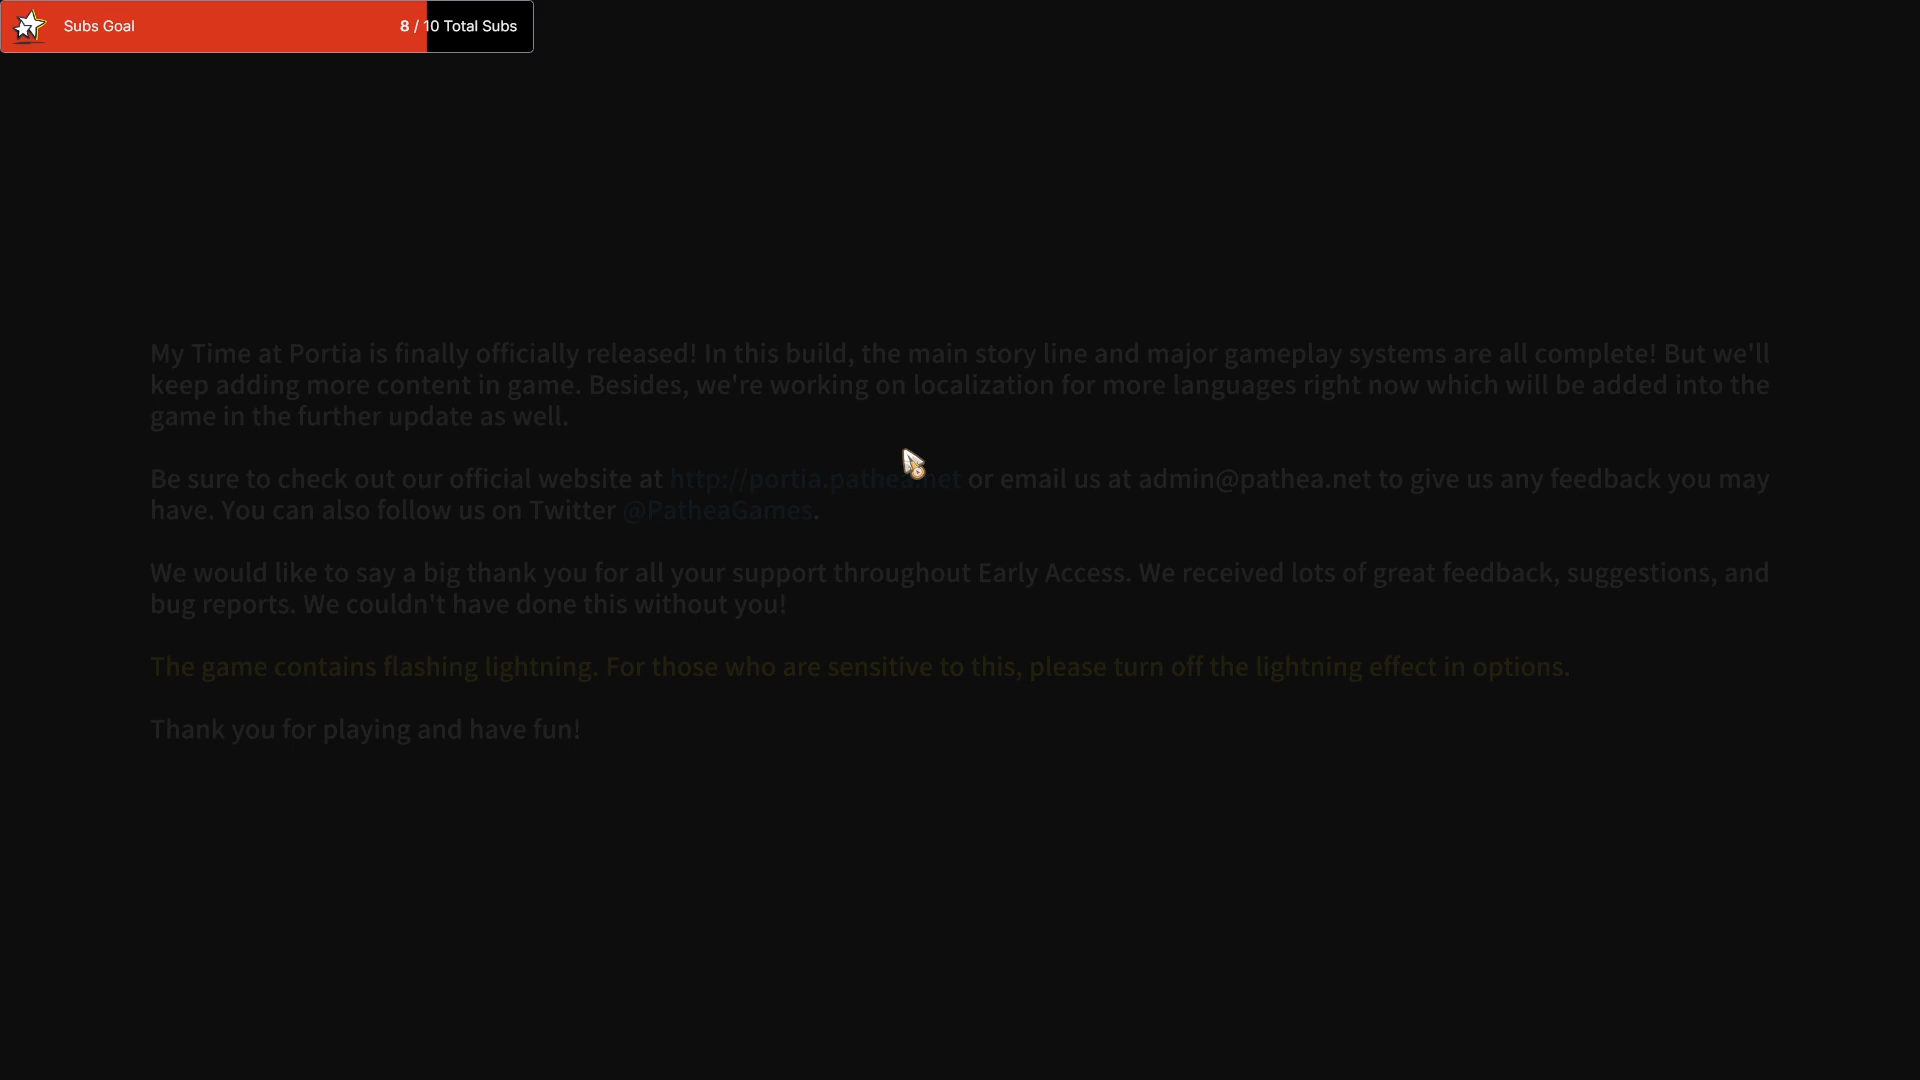 Subs Goal 8 / 10 Total Subs
My Time at Portia is finally officially released! In this build, the main story line and major gameplay systems are all complete! But we'll
keep adding more content in game. Besides, we're working on localization for more languages right now which will be added into the
game in the further update as well.
Be sure to check out our official website at http://portia.pathea.net or email us at admin@pathea.net to give us any feedback you may
have. You can also follow us on Twitter @PatheaGames.
We would like to say a big thank you for all your support throughout Early Access. We received lots of great feedback, suggestions, and
bug reports. We couldn't have done this without you!
The game contains flashing lightning. For those who are sensitive to this, please turn off the lightning effect in options.
Thank you for playing and have fun!